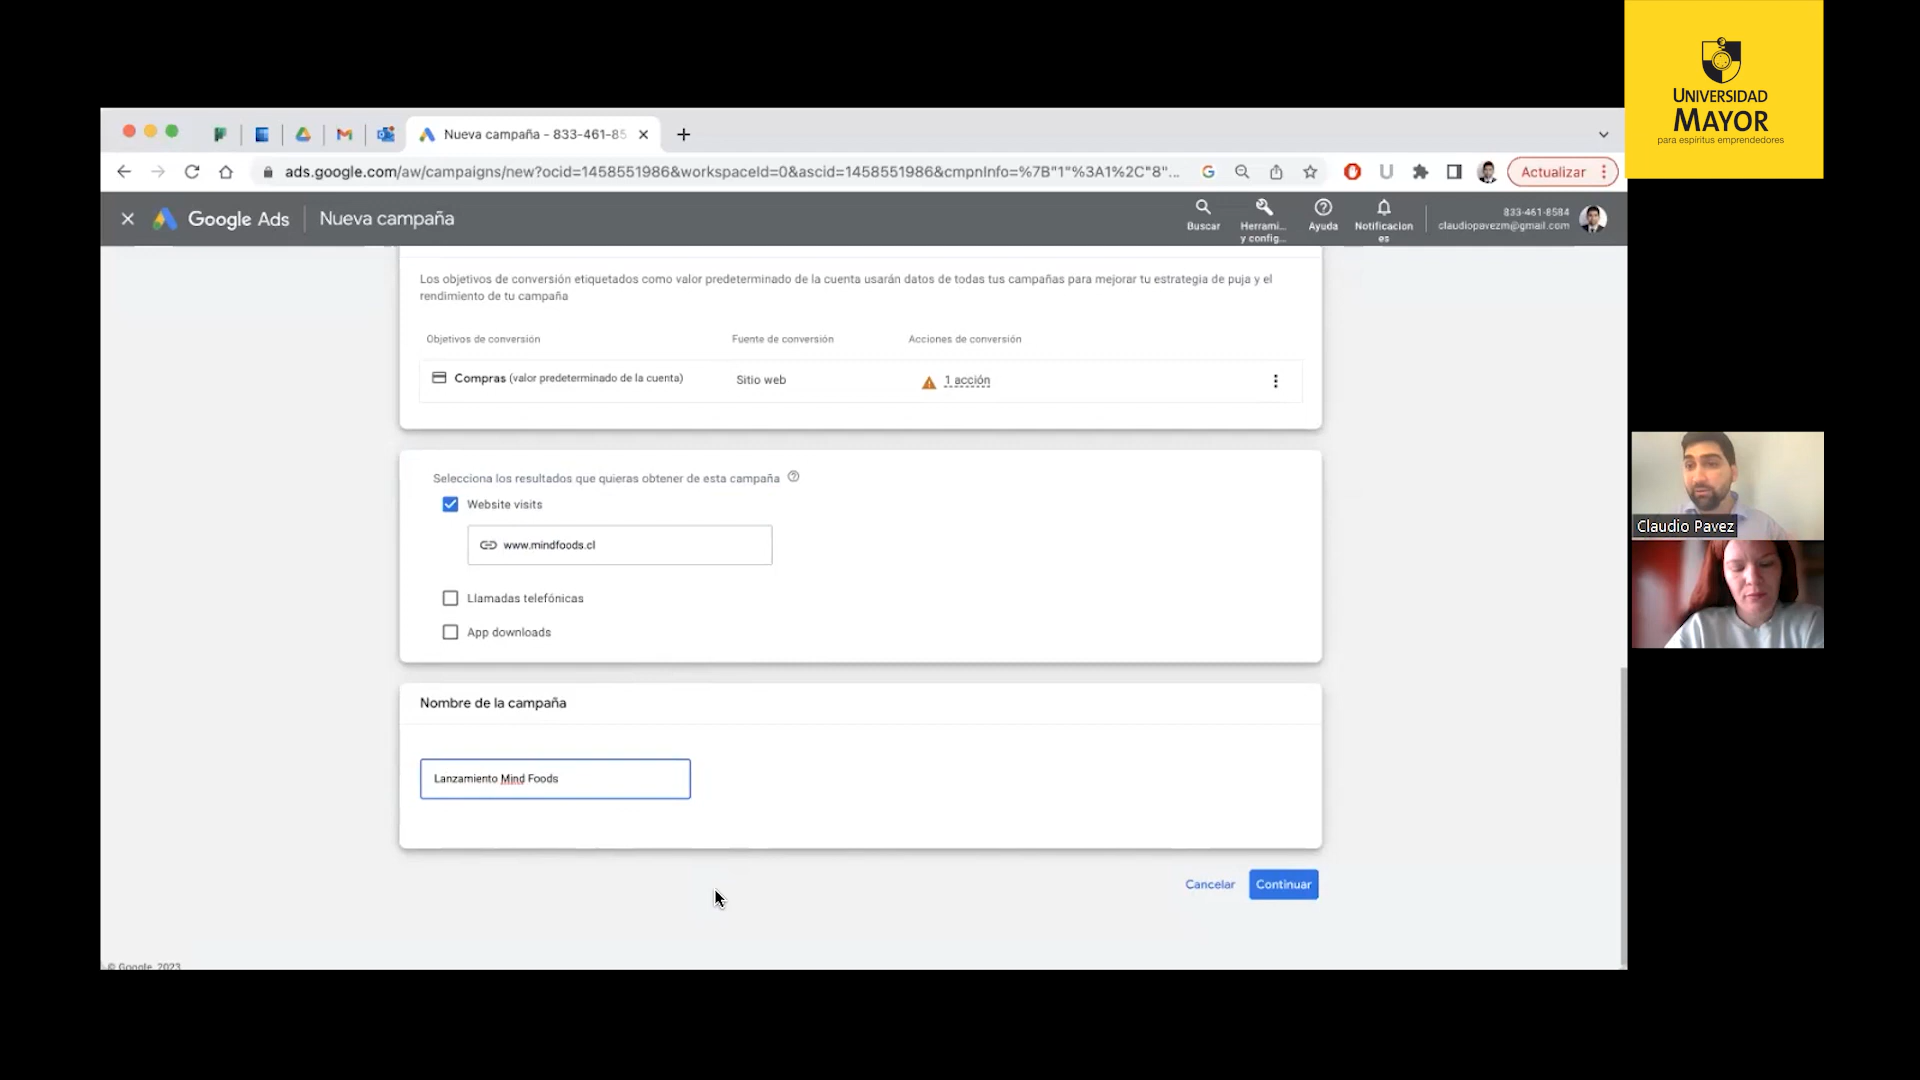 UNIVERSIDAD
MAYOR
para espíritus emprendedores
Nueva campaña - 833-461-85
ads.google.com/aw/campaigns/new?ocid=1458551986&workspaceId=0&ascid=1458551986&cmpnInfo=%7B"1"%3A1%2C"8"...
Actualizar
Google Ads
Nueva campaña
Buscar
Herrami...
y config...
Ayuda
Notificacion
es
833-461-8584
claudiopavezm@gmail.com
Los objetivos de conversión etiquetados como valor predeterminado de la cuenta usarán datos de todas tus campañas para mejorar tu estrategia de puja y el
rendimiento de tu campaña
Objetivos de conversión
Fuente de conversión
Acciones de conversión
Compras (valor predeterminado de la cuenta)
Sitio web
1 acción
Selecciona los resultados que quieras obtener de esta campaña
Website visits
www.mindfoods.cl
Llamadas telefónicas
App downloads
Nombre de la campaña
Lanzamiento Mind Foods
Cancelar
Continuar
© Google, 2023
Claudio Pavez